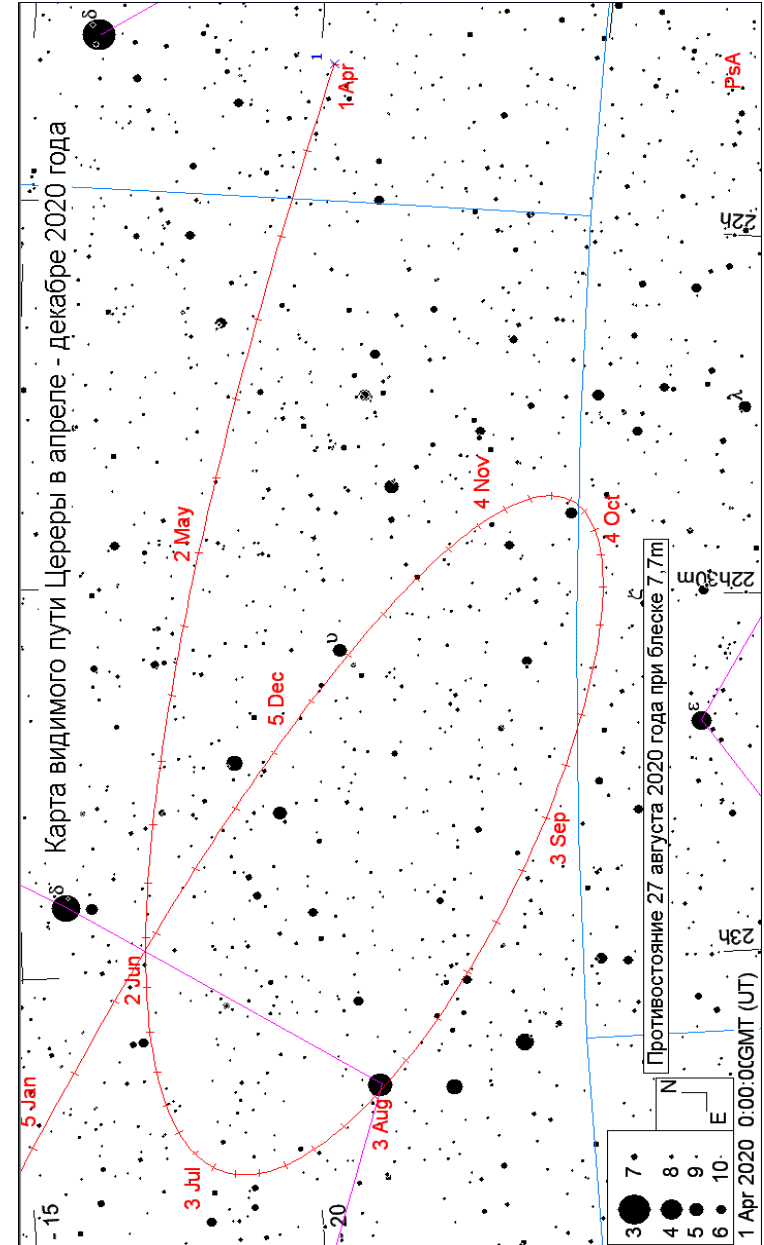 Карта видимого пути Цереры в апреле - декабре 2020 года
δ
1
1 Apr
PsA
22h
2 May
λ
4 Nov
4 Oct
22h30m
ζ
υ
5 Dec
ε
3 Sep
δ
2 Jun
23h
5 Jan
3 Jul
3 Aug
-15
-20
Противостояние 27 августа 2020 года при блеске 7,7m
N
E
3 7
4 8
5 9
6 10
1 Apr 2020 0:00:00GMT (UT)